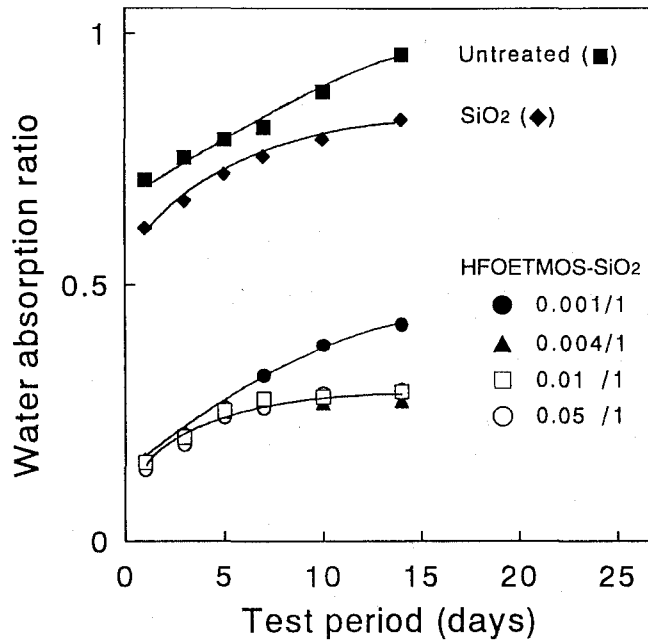 1
Untreated (■)
SiO2 (◆)
Water absorption ratio
0.5
HFOETMOS-SiO2
● 0.001/1
▲ 0.004/1
□ 0.01 /1
○ 0.05 /1
0
0 5 10 15 20 25
Test period (days)